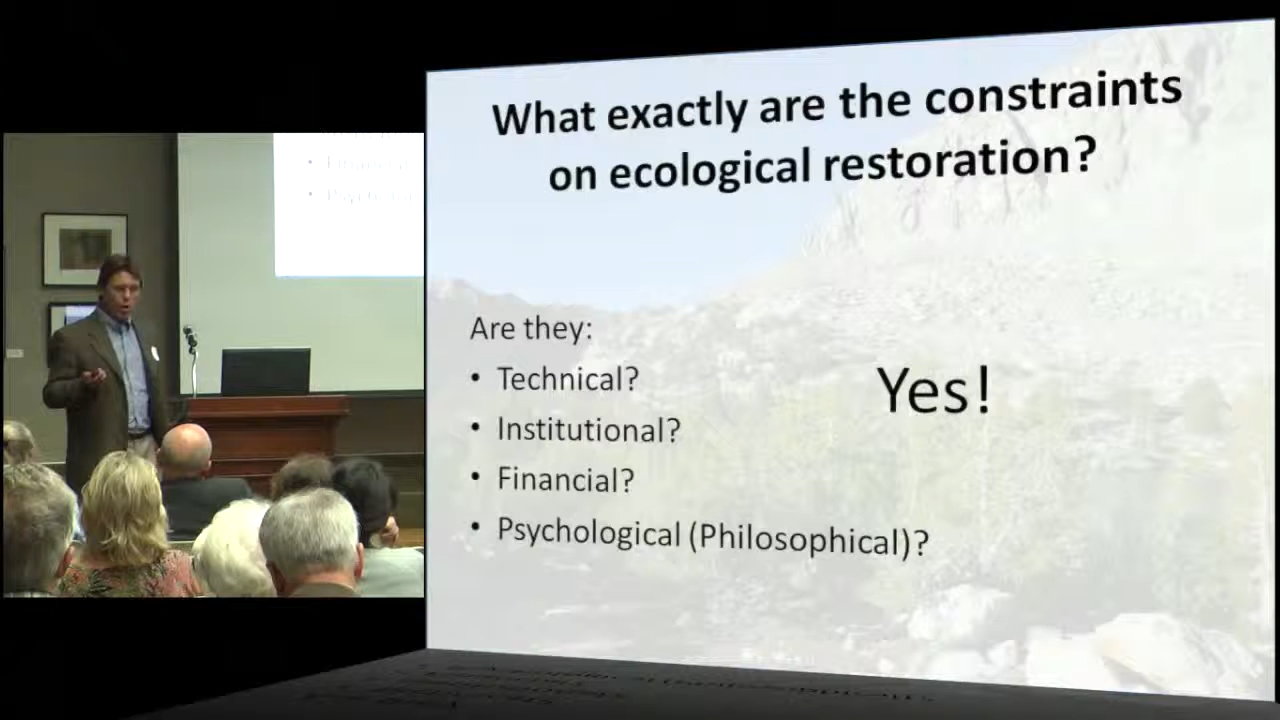 What exactly are the constraints
on ecological restoration?
Are they:
• Technical?
• Institutional?
• Financial?
• Psychological (Philosophical)?
Yes!